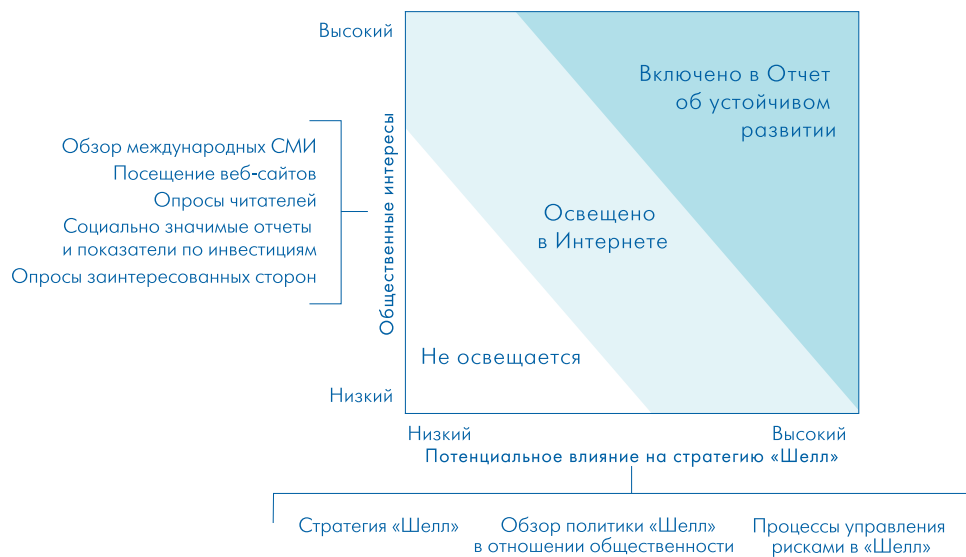 Высокий
Включено в Отчет
об устойчивом
развитии
Общественные интересы
Обзор международных СМИ
Посещение веб-сайтов
Опросы читателей
Социально значимые отчеты
и показатели по инвестициям
Опросы заинтересованных сторон
Освещено
в Интернете
Не освещается
Низкий
Низкий
Высокий
Потенциальное влияние на стратегию «Шелл»
Стратегия «Шелл»
Обзор политики «Шелл»
в отношении общественности
Процессы управления
рисками в «Шелл»